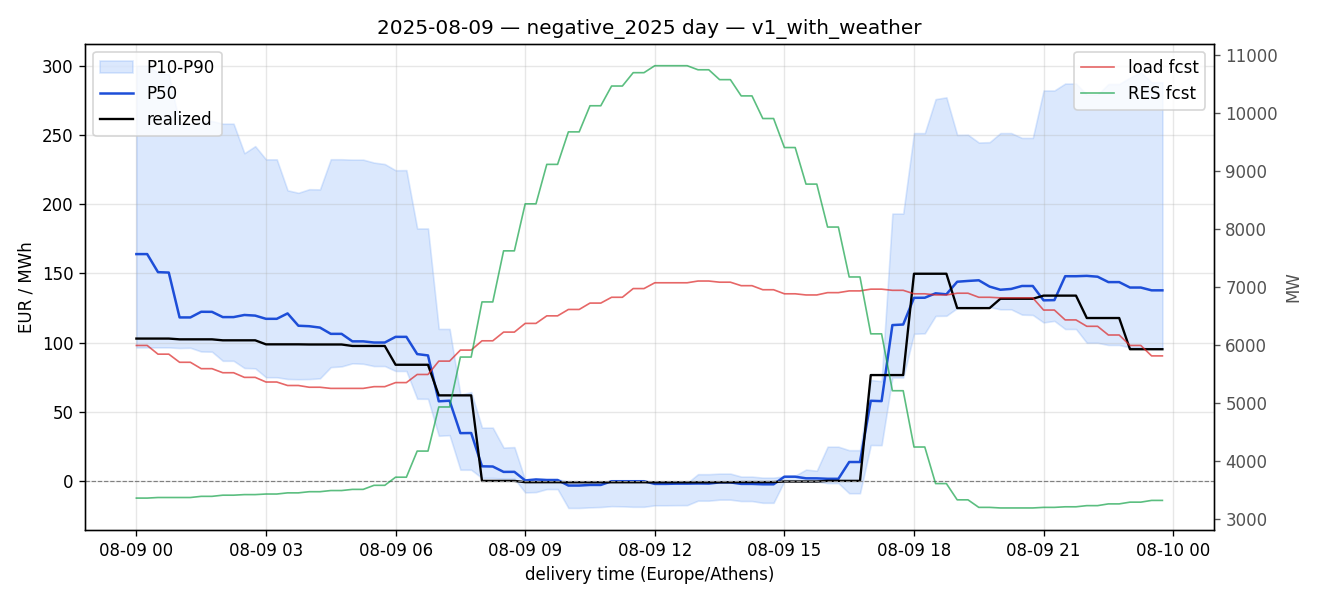 2025-08-09 — negative_2025 day — v1_with_weather
P10-P90
P50
realized
load fcst
RES fcst
300
250
200
150
100
50
0
EUR / MWh
11000
10000
9000
8000
7000
6000
5000
4000
3000
MW
08-09 00
08-09 03
08-09 06
08-09 09
08-09 12
08-09 15
08-09 18
08-09 21
08-10 00
delivery time (Europe/Athens)